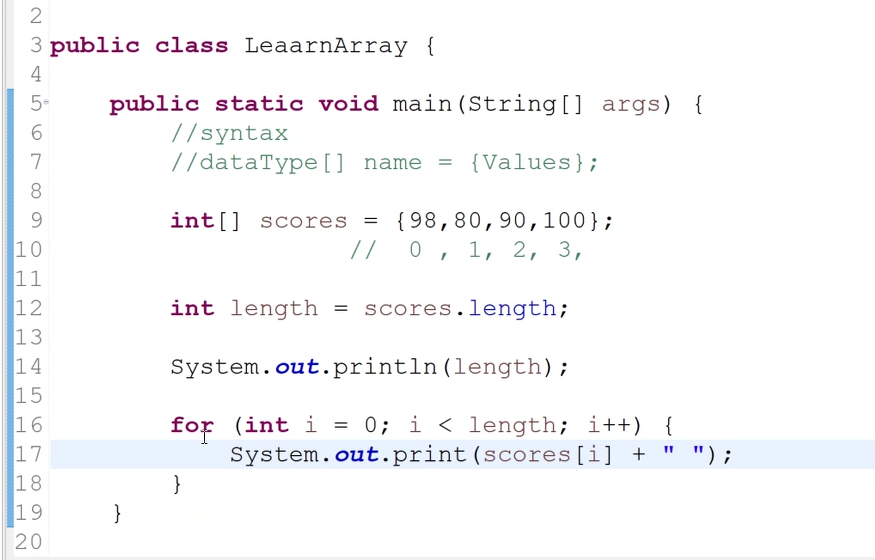 2
3 public class LeaarnArray {
4
5 public static void main(String[] args) {
6 //syntax
7 //dataType[] name = {Values};
8
9 int[] scores = {98,80,90,100};
10 // 0 , 1, 2, 3,
11
12 int length = scores.length;
13
14 System.out.println(length);
15
16 for (int i = 0; i < length; i++) {
17 System.out.print(scores[i] + " ");
18 }
19 }
20